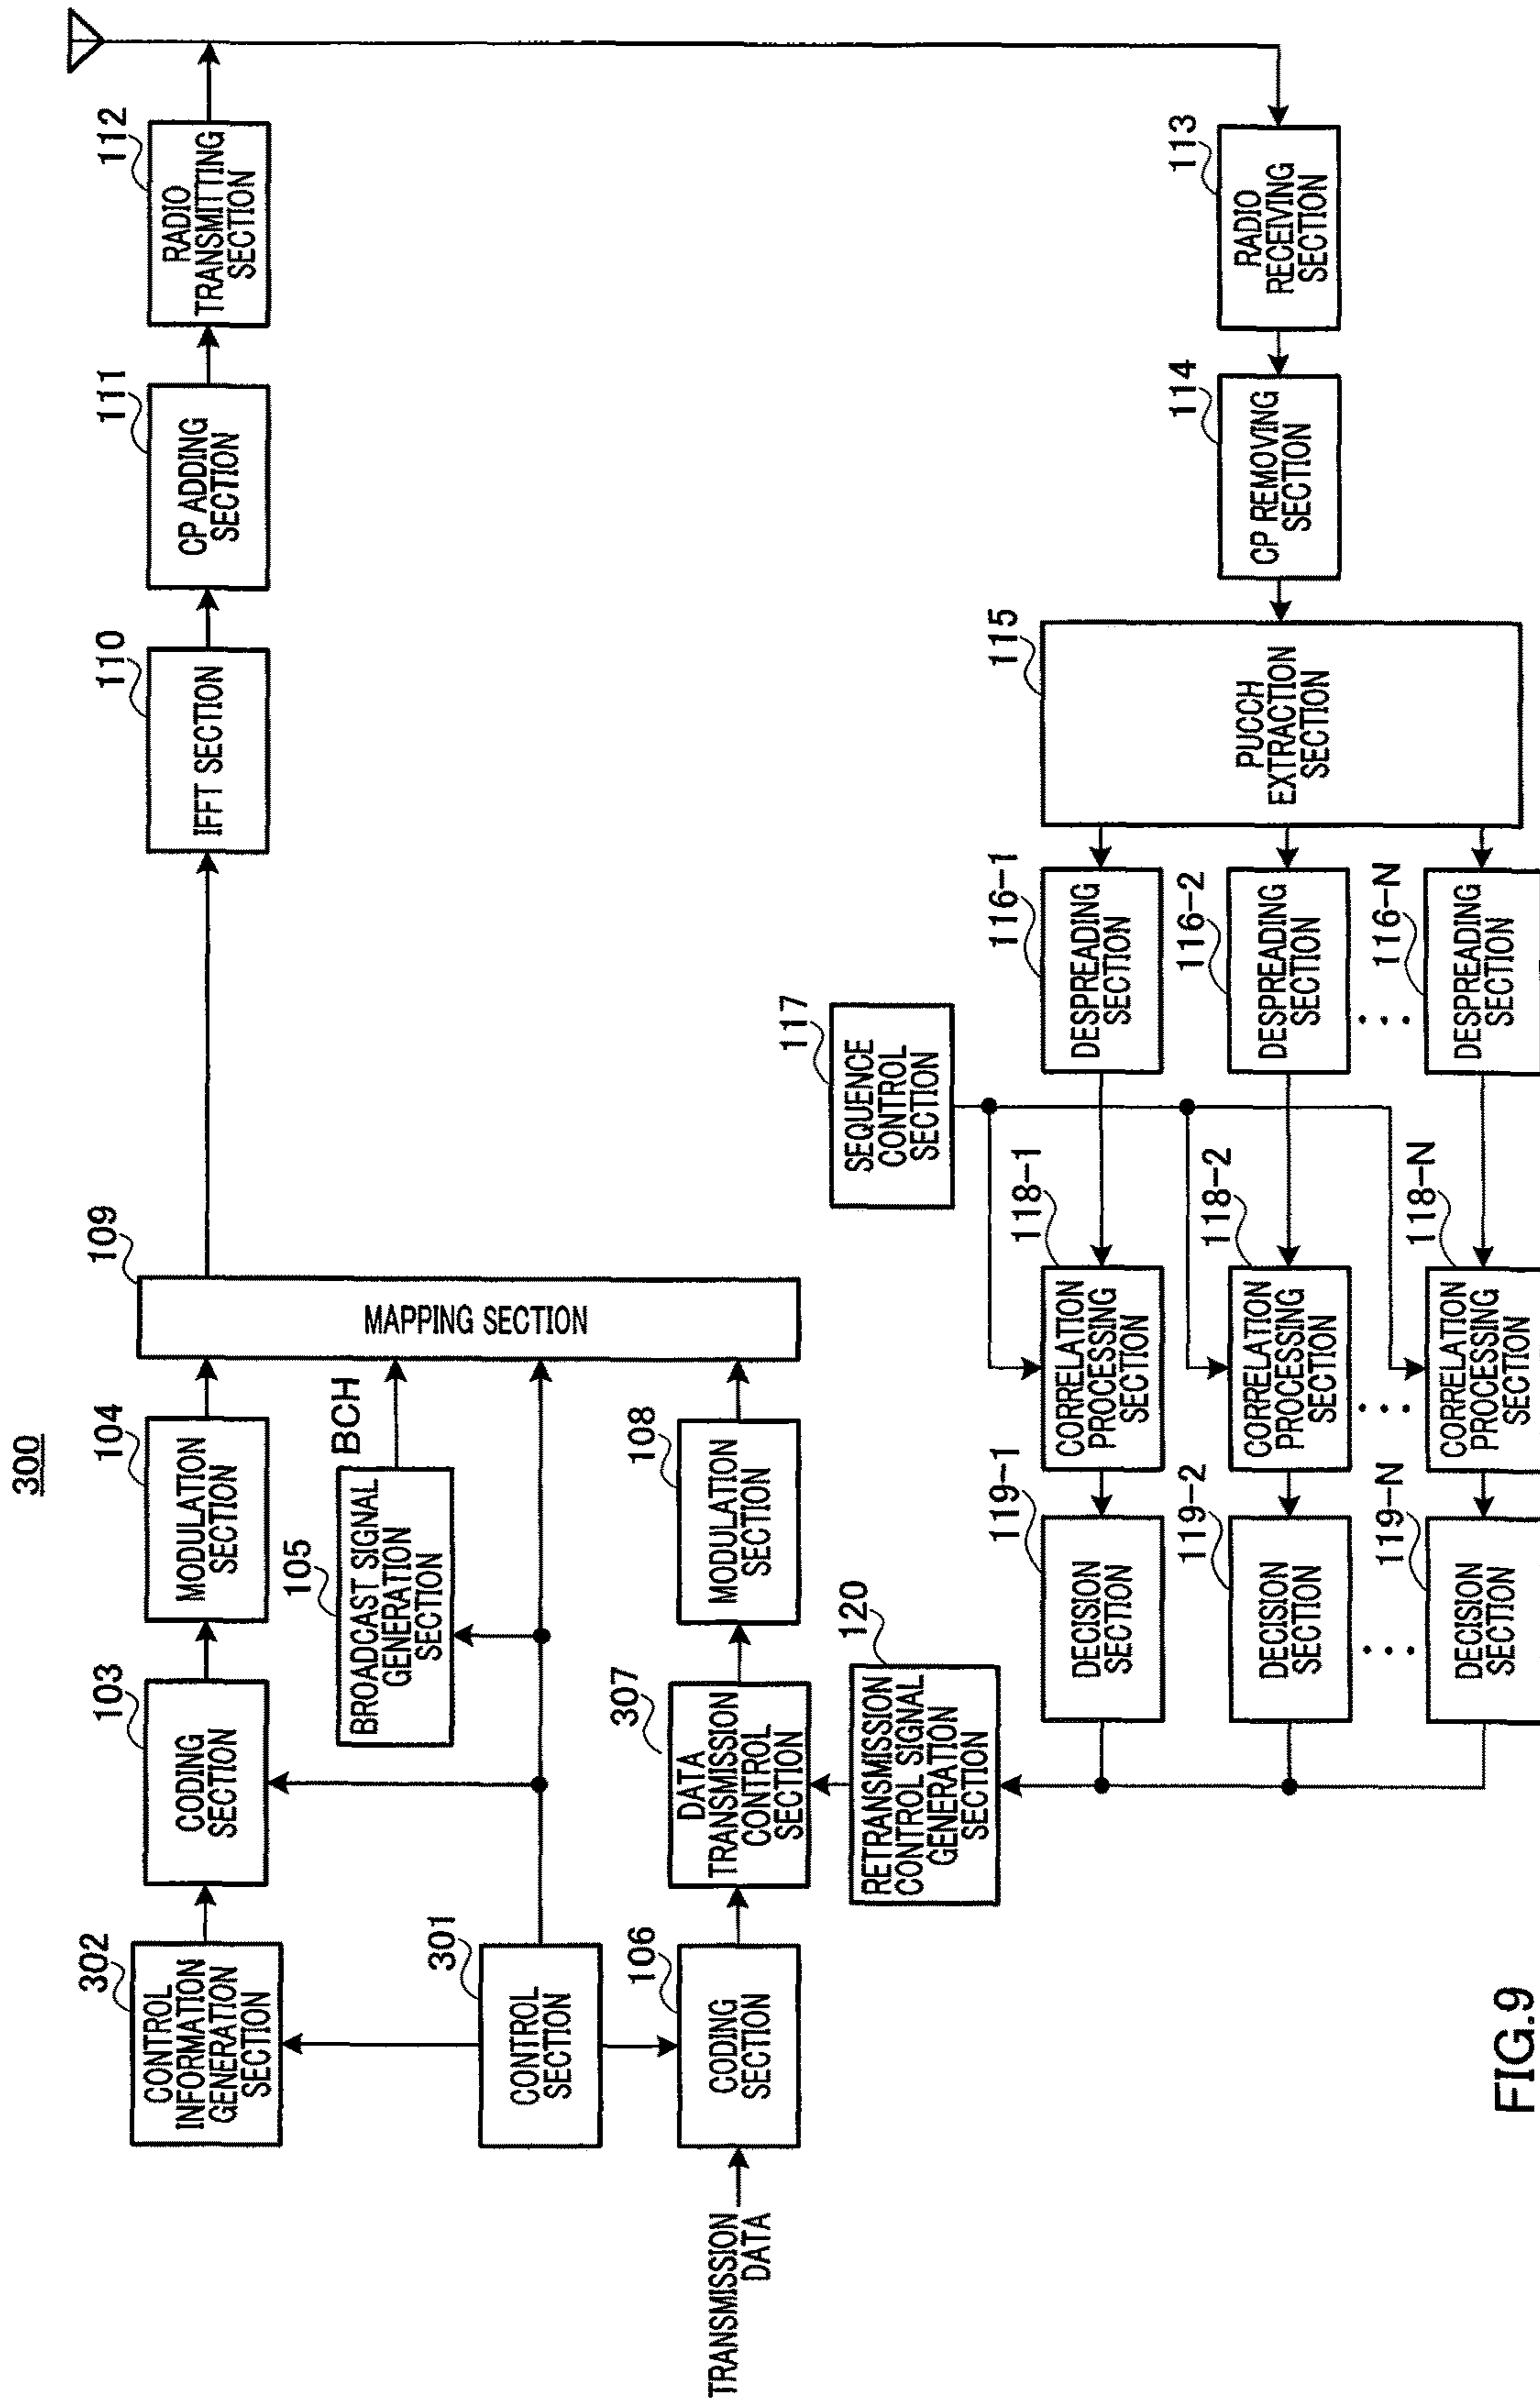 300
302
CONTROL
INFORMATION
GENERATION
SECTION
103
CODING
SECTION
104
MODULATION
SECTION
109
MAPPING SECTION
110
IFFT SECTION
111
CP ADDING
SECTION
112
RADIO
TRANSMITTING
SECTION
105
BROADCAST SIGNAL
GENERATION
SECTION
BCH
301
CONTROL
SECTION
TRANSMISSION
DATA
106
CODING
SECTION
307
DATA
TRANSMISSION
CONTROL
SECTION
108
MODULATION
SECTION
120
RETRANSMISSION
CONTROL SIGNAL
GENERATION
SECTION
117
SEQUENCE
CONTROL
SECTION
119-1
DECISION
SECTION
118-1
CORRELATION
PROCESSING
SECTION
116-1
DESPREADING
SECTION
115
PUCCH
EXTRACTION
SECTION
114
CP REMOVING
SECTION
113
RADIO
RECEIVING
SECTION
119-2
DECISION
SECTION
118-2
CORRELATION
PROCESSING
SECTION
116-2
DESPREADING
SECTION
119-N
DECISION
SECTION
118-N
CORRELATION
PROCESSING
SECTION
116-N
DESPREADING
SECTION
FIG.9